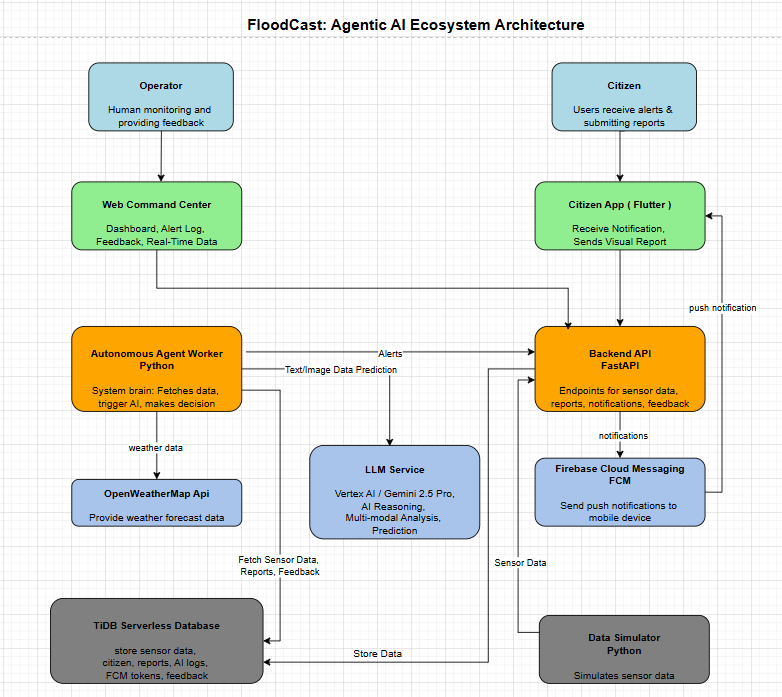 FloodCast: Agentic AI Ecosystem Architecture
Operator
Human monitoring and
providing feedback
Citizen
Users receive alerts &
submitting reports
Web Command Center
Dashboard, Alert Log,
Feedback, Real-Time Data
Citizen App ( Flutter )
Receive Notification,
Sends Visual Report
push notification
Autonomous Agent Worker
Python
System brain: Fetches data,
trigger AI, makes decision
Alerts
Text/Image Data Prediction
Backend API
FastAPI
Endpoints for sensor data,
reports, notifications, feedback
weather data
notifications
OpenWeatherMap Api
Provide weather forecast data
LLM Service
Vertex AI / Gemini 2.5 Pro,
AI Reasoning,
Multi-modal Analysis,
Prediction
Firebase Cloud Messaging
FCM
Send push notifications to
mobile device
Fetch Sensor Data,
Reports, Feedback
Sensor Data
TiDB Serverless Database
store sensor data,
citizen, reports, AI logs,
FCM tokens, feedback
Store Data
Data Simulator
Python
Simulates sensor data